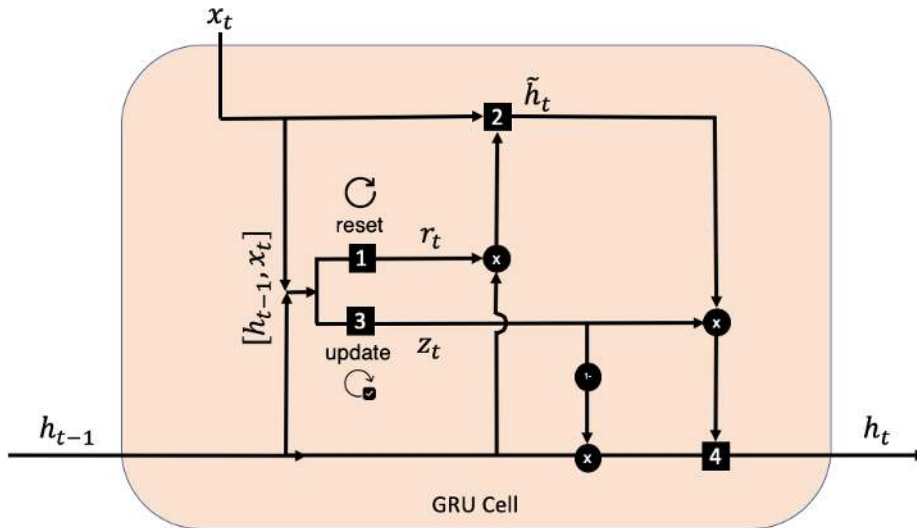 x_t
2
h̃_t
reset
[h_{t-1}, x_t]
1
r_t
x
3
z_t
x
update
1-
h_{t-1}
x
4
h_t
GRU Cell